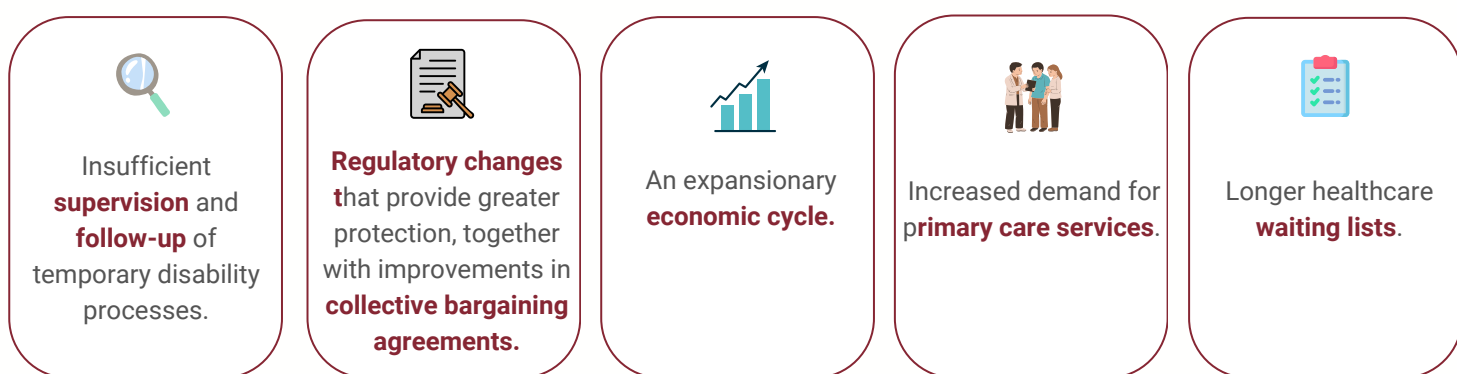 Insufficient
supervision and
follow-up of
temporary disability
processes.
Regulatory changes
that provide greater
protection, together
with improvements in
collective bargaining
agreements.
An expansionary
economic cycle.
Increased demand for
primary care services.
Longer healthcare
waiting lists.